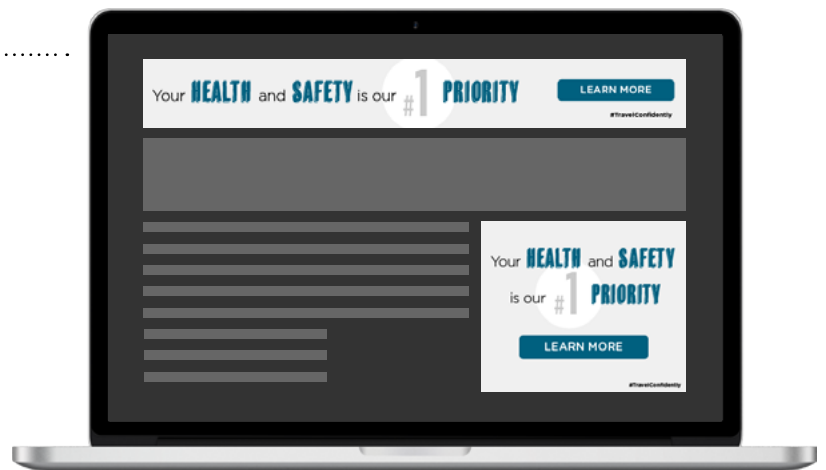 Your HEALTH and SAFETY is our #1 PRIORITY
LEARN MORE
#TravelConfidently
Your HEALTH and SAFETY
is our #1 PRIORITY
LEARN MORE
#TravelConfidently